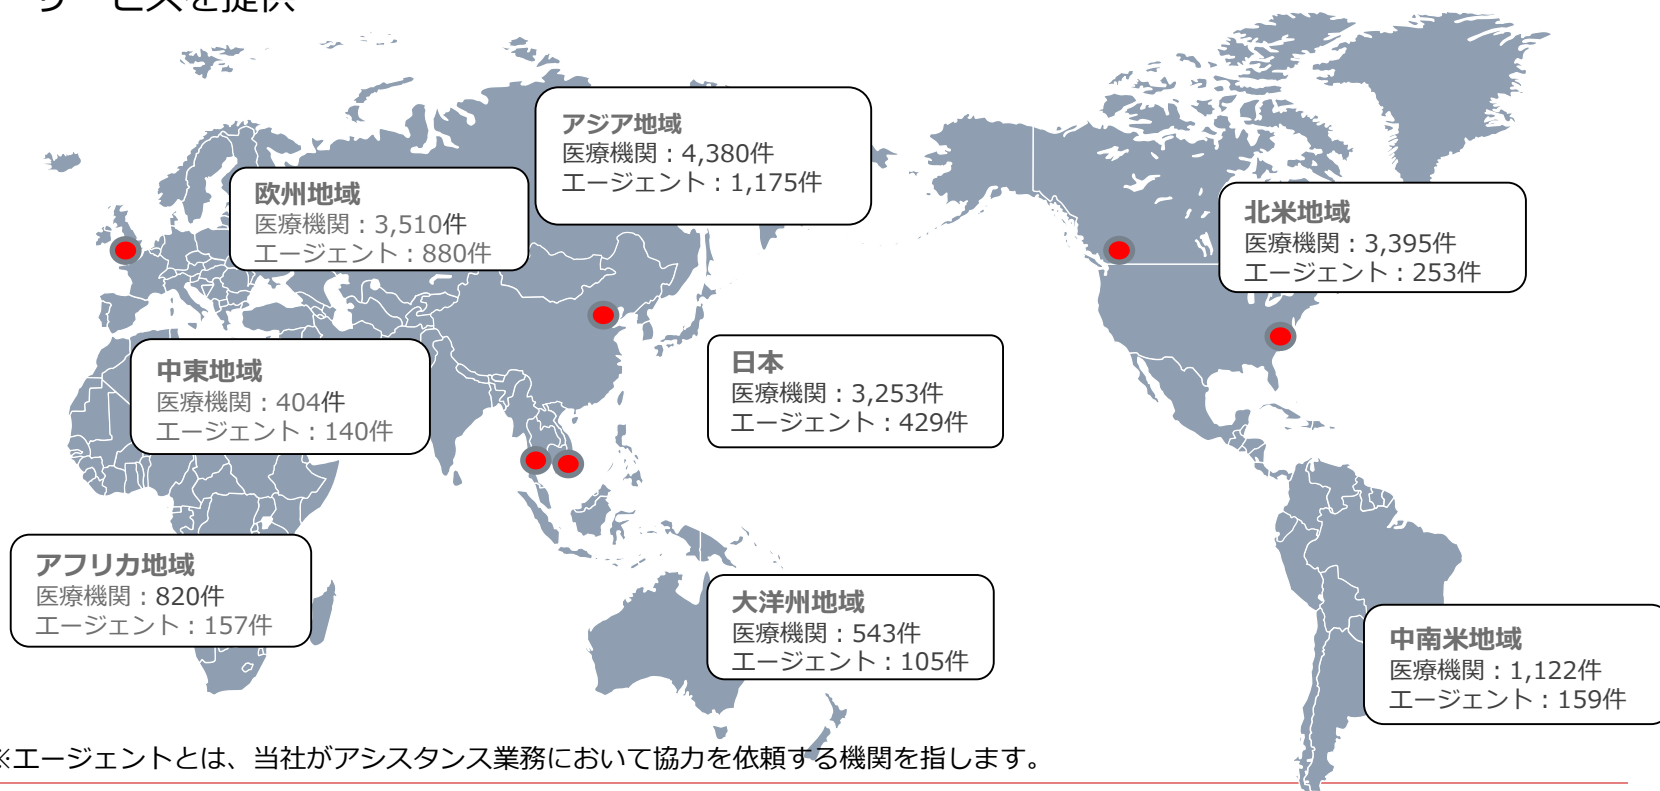 サービスを提供
アジア地域
医療機関：4,380件
エージェント：1,175件
欧州地域
医療機関：3,510件
エージェント：880件
北米地域
医療機関：3,395件
エージェント：253件
日本
医療機関：3,253件
エージェント：429件
中東地域
医療機関：404件
エージェント：140件
アフリカ地域
医療機関：820件
エージェント：157件
大洋州地域
医療機関：543件
エージェント：105件
中南米地域
医療機関：1,122件
エージェント：159件
※エージェントとは、当社がアシスタンス業務において協力を依頼する機関を指します。